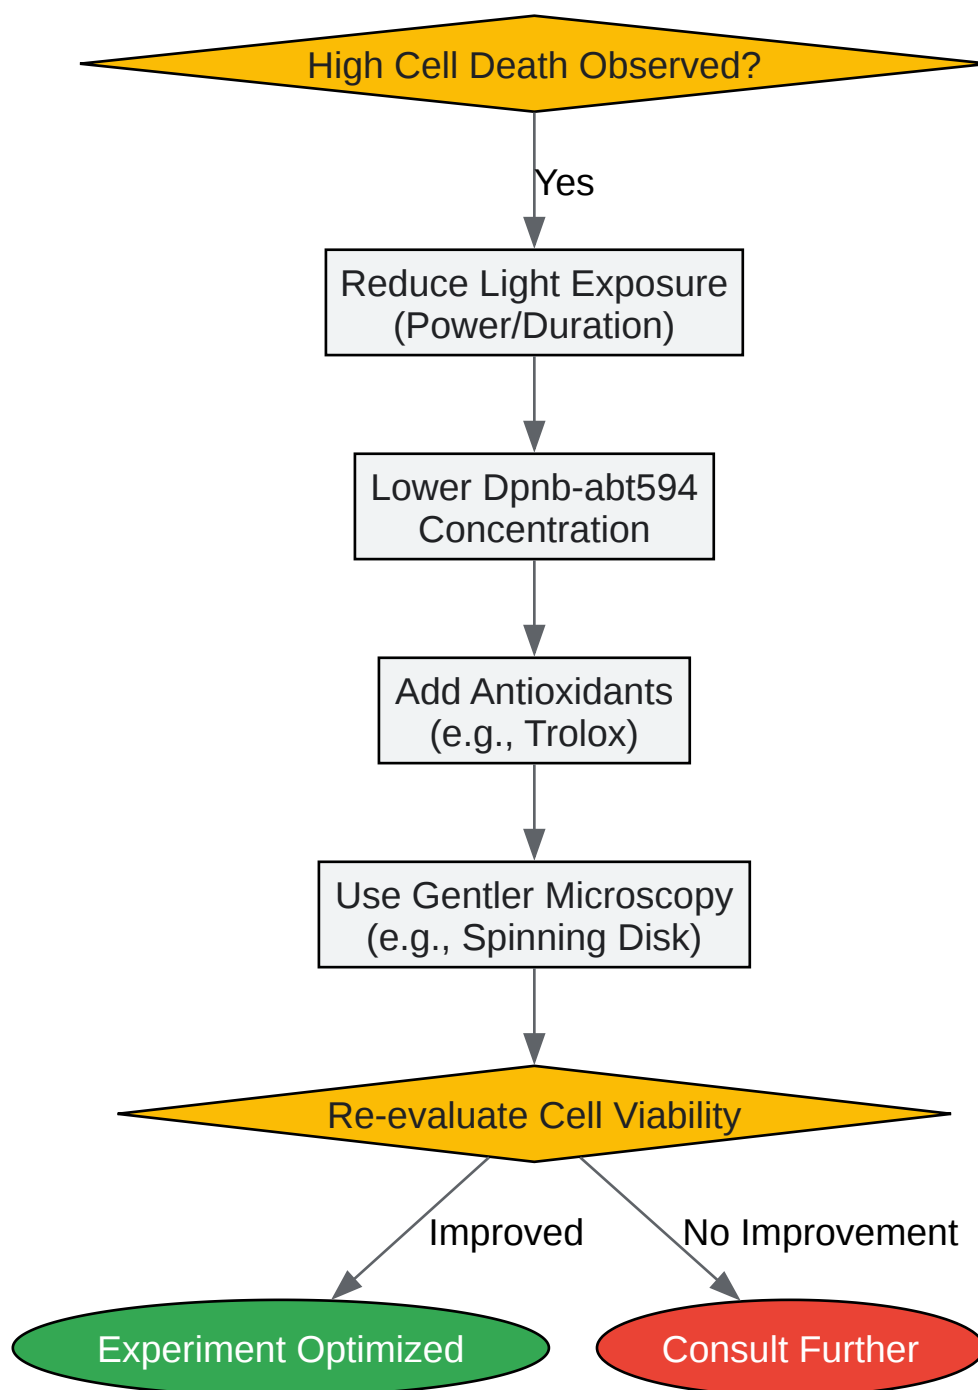 High Cell Death Observed?
Yes
Reduce Light Exposure
(Power/Duration)
Lower Dpnb-abt594
Concentration
Add Antioxidants
(e.g., Trolox)
Use Gentler Microscopy
(e.g., Spinning Disk)
Re-evaluate Cell Viability
Improved
No Improvement
Experiment Optimized
Consult Further